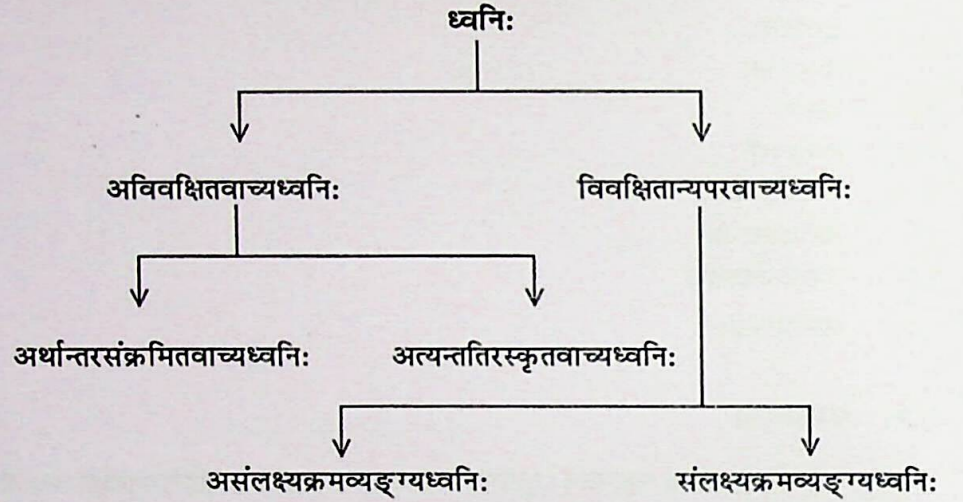 ध्वनिः
अविवक्षितवाच्यध्वनिः
विवक्षितान्यपरवाच्यध्वनिः
अर्थान्तरसंक्रमितवाच्यध्वनिः
अत्यन्ततिरस्कृतवाच्यध्वनिः
असंलक्ष्यक्रमव्यङ्ग्यध्वनिः
संलक्ष्यक्रमव्यङ्ग्यध्वनिः